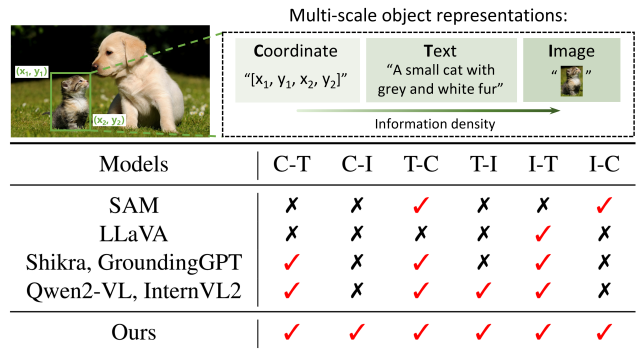 Multi-scale object representations:
(x₁, y₁)
(x₂, y₂)
Coordinate
"[x₁, y₁, x₂, y₂]"
Text
"A small cat with
grey and white fur"
Image
" "
Information density
Models C-T C-I T-C T-I I-T I-C
SAM ✗ ✗ ✓ ✗ ✗ ✓
LLaVA ✗ ✗ ✗ ✗ ✓ ✗
Shikra, GroundingGPT ✓ ✗ ✓ ✗ ✓ ✗
Qwen2-VL, InternVL2 ✓ ✗ ✓ ✓ ✓ ✗
Ours ✓ ✓ ✓ ✓ ✓ ✓